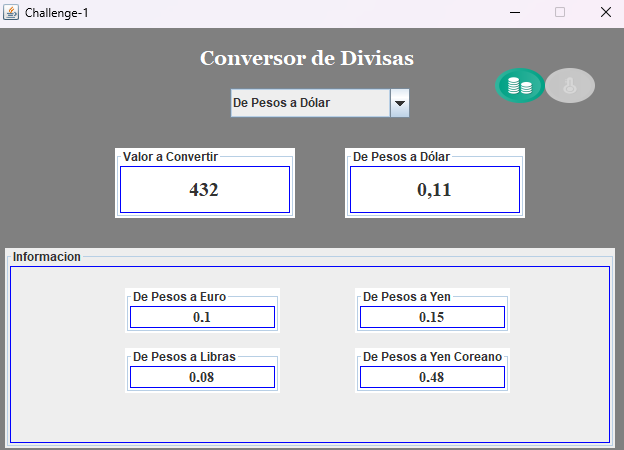 Challenge-1
Conversor de Divisas
De Pesos a Dólar
Valor a Convertir
De Pesos a Dólar
432
0,11
Informacion
De Pesos a Euro
De Pesos a Yen
0.1
0.15
De Pesos a Libras
De Pesos a Yen Coreano
0.08
0.48